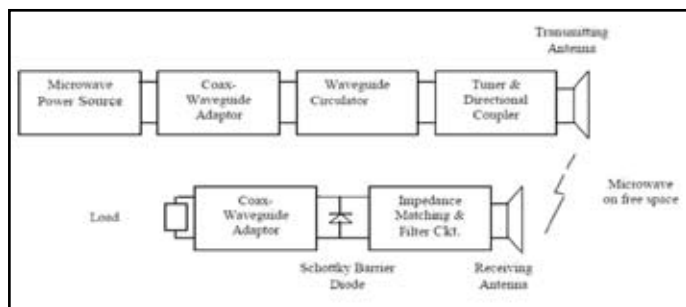 Transmitting
Antenna
Microwave
Power Source
Coax-
Waveguide
Adaptor
Waveguide
Circulator
Tuner &
Directional
Coupler
Microwave
on free space
Load
Coax-
Waveguide
Adaptor
Impedance
Matching &
Filter Ckt.
Schottky Barrier
Diode
Receiving
Antenna